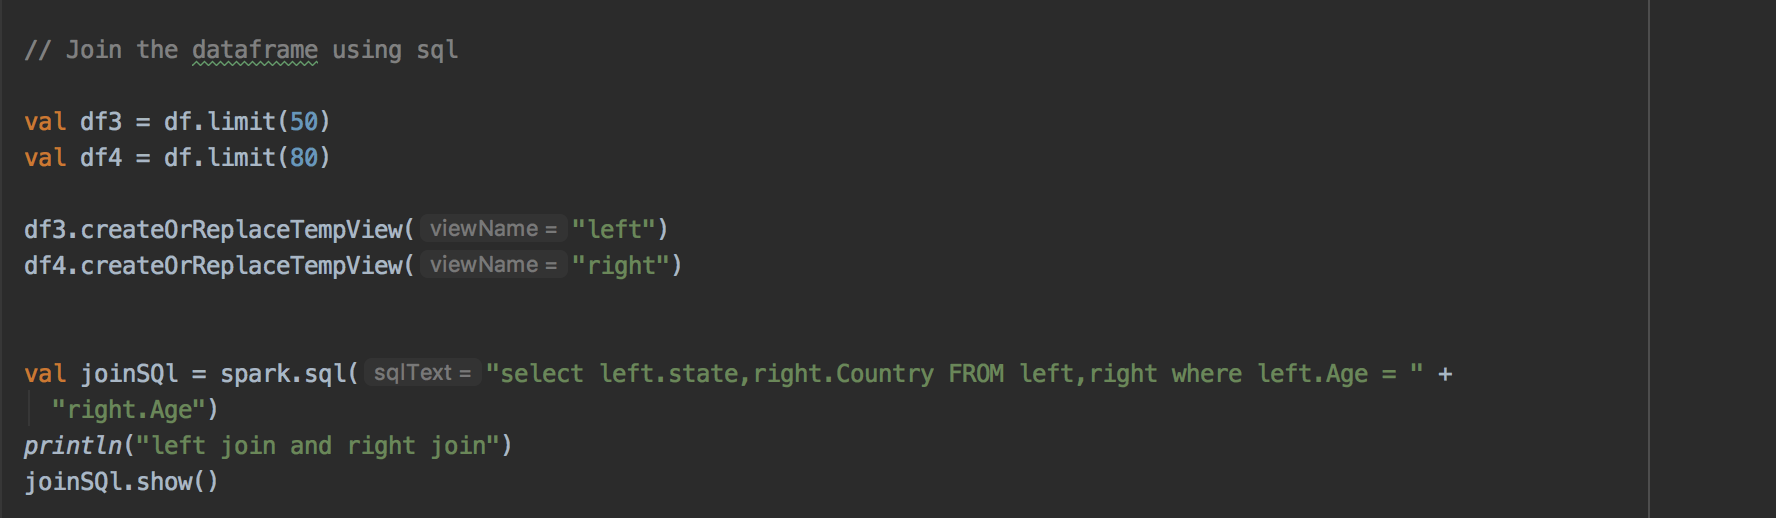 // Join the dataframe using sql
val df3 = df.limit(50)
val df4 = df.limit(80)
df3.createOrReplaceTempView( viewName = "left")
df4.createOrReplaceTempView( viewName = "right")
val joinSQl = spark.sql( sqlText = "select left.state,right.Country FROM left,right where left.Age = " +
"right.Age")
println("left join and right join")
joinSQl.show()